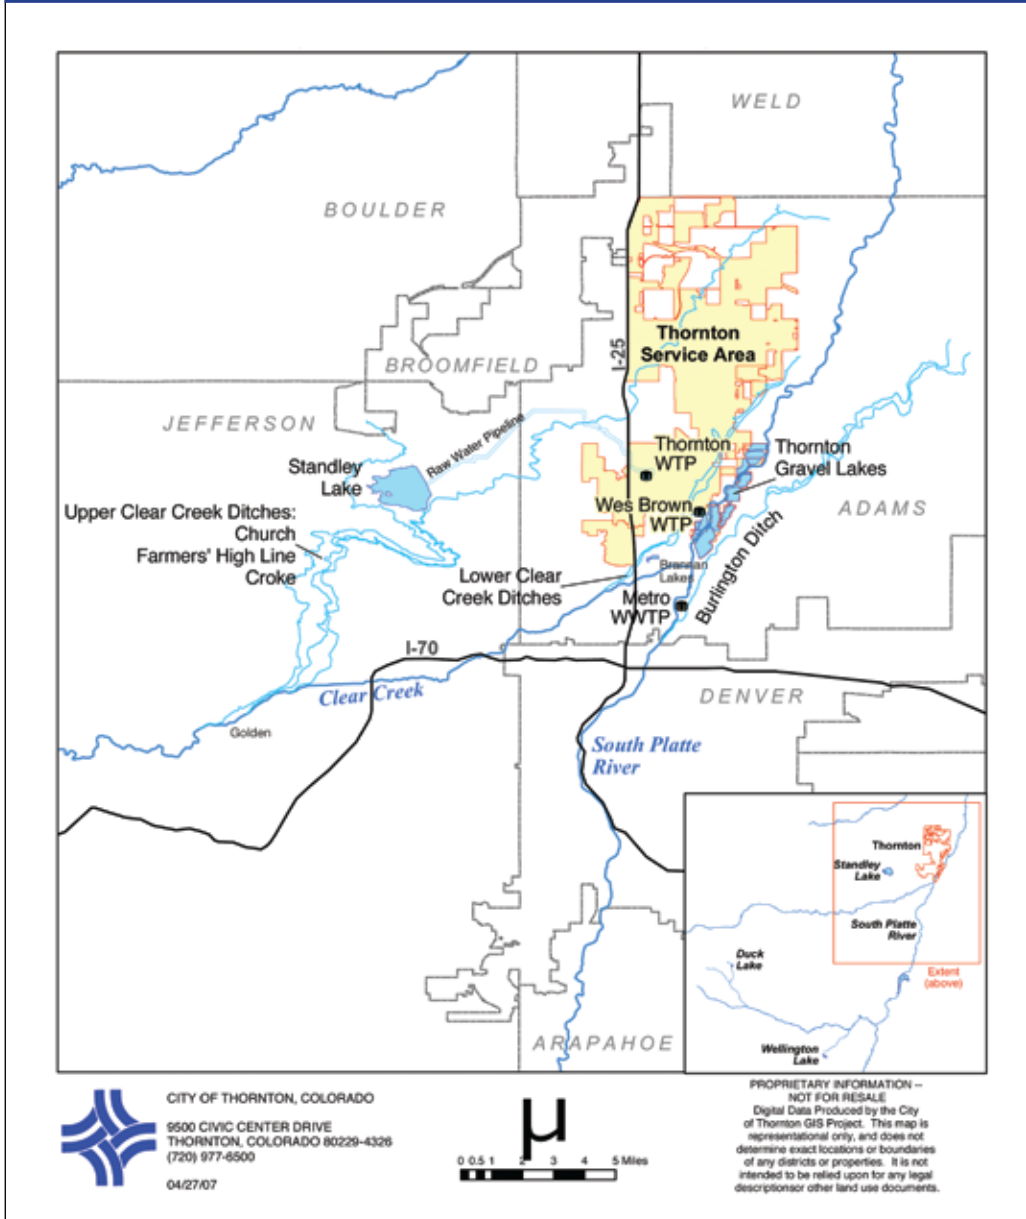 WELD
BOULDER
Thornton
Service Area
I-25
BROOMFIELD
JEFFERSON
Raw Water Pipeline
Standley
Lake
Thornton
WTP
Thornton
Gravel Lakes
Upper Clear Creek Ditches:
Church
Farmers' High Line
Croke
Wes Brown
WTP
ADAMS
Burlington Ditch
Brannan
Lakes
Lower Clear
Creek Ditches
Metro
WWTP
I-70
Clear Creek
DENVER
Golden
South Platte
River
ARAPAHOE
Thornton
Standley
Lake
South Platte
River
Duck
Lake
Extent
(above)
Wellington
Lake
CITY OF THORNTON, COLORADO
9500 CIVIC CENTER DRIVE
THORNTON, COLORADO 80229-4326
(720) 977-6500
04/27/07
µ
0 0.5 1 2 3 4 5 Miles
PROPRIETARY INFORMATION --
NOT FOR RESALE
Digital Data Produced by the City
of Thornton GIS Project. This map is
representational only, and does not
determine exact locations or boundaries
of any districts or properties. It is not
intended to be relied upon for any legal
descriptionsor other land use documents.